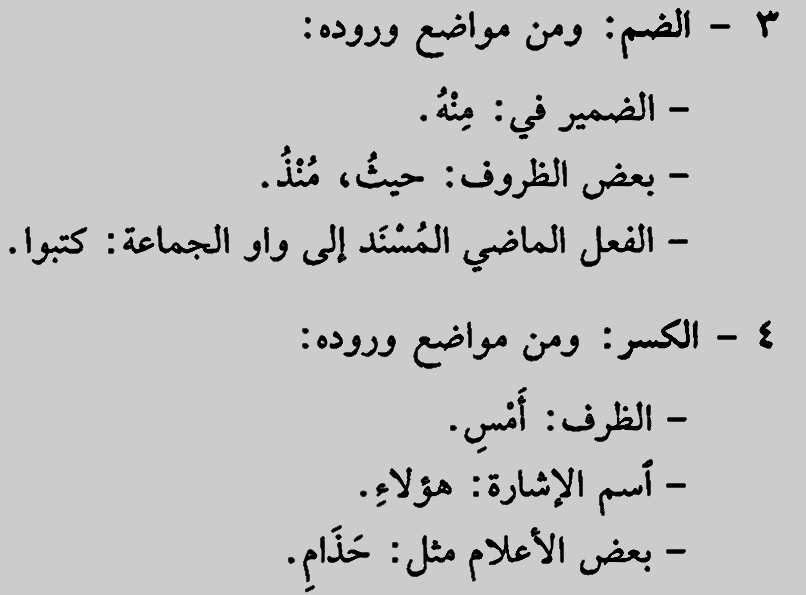 ٣ - الضم: ومن مواضع وروده:
- الضمير في: مِنْهُ.
- بعض الظروف: حيثُ، مُنْذُ.
- الفعل الماضي المُسْنَد إلى واو الجماعة: كتبوا.
٤ - الكسر: ومن مواضع وروده:
- الظرف: أَمْسِ.
- ٱسم الإشارة: هؤلاءِ.
- بعض الأعلام مثل: حَذَامِ.